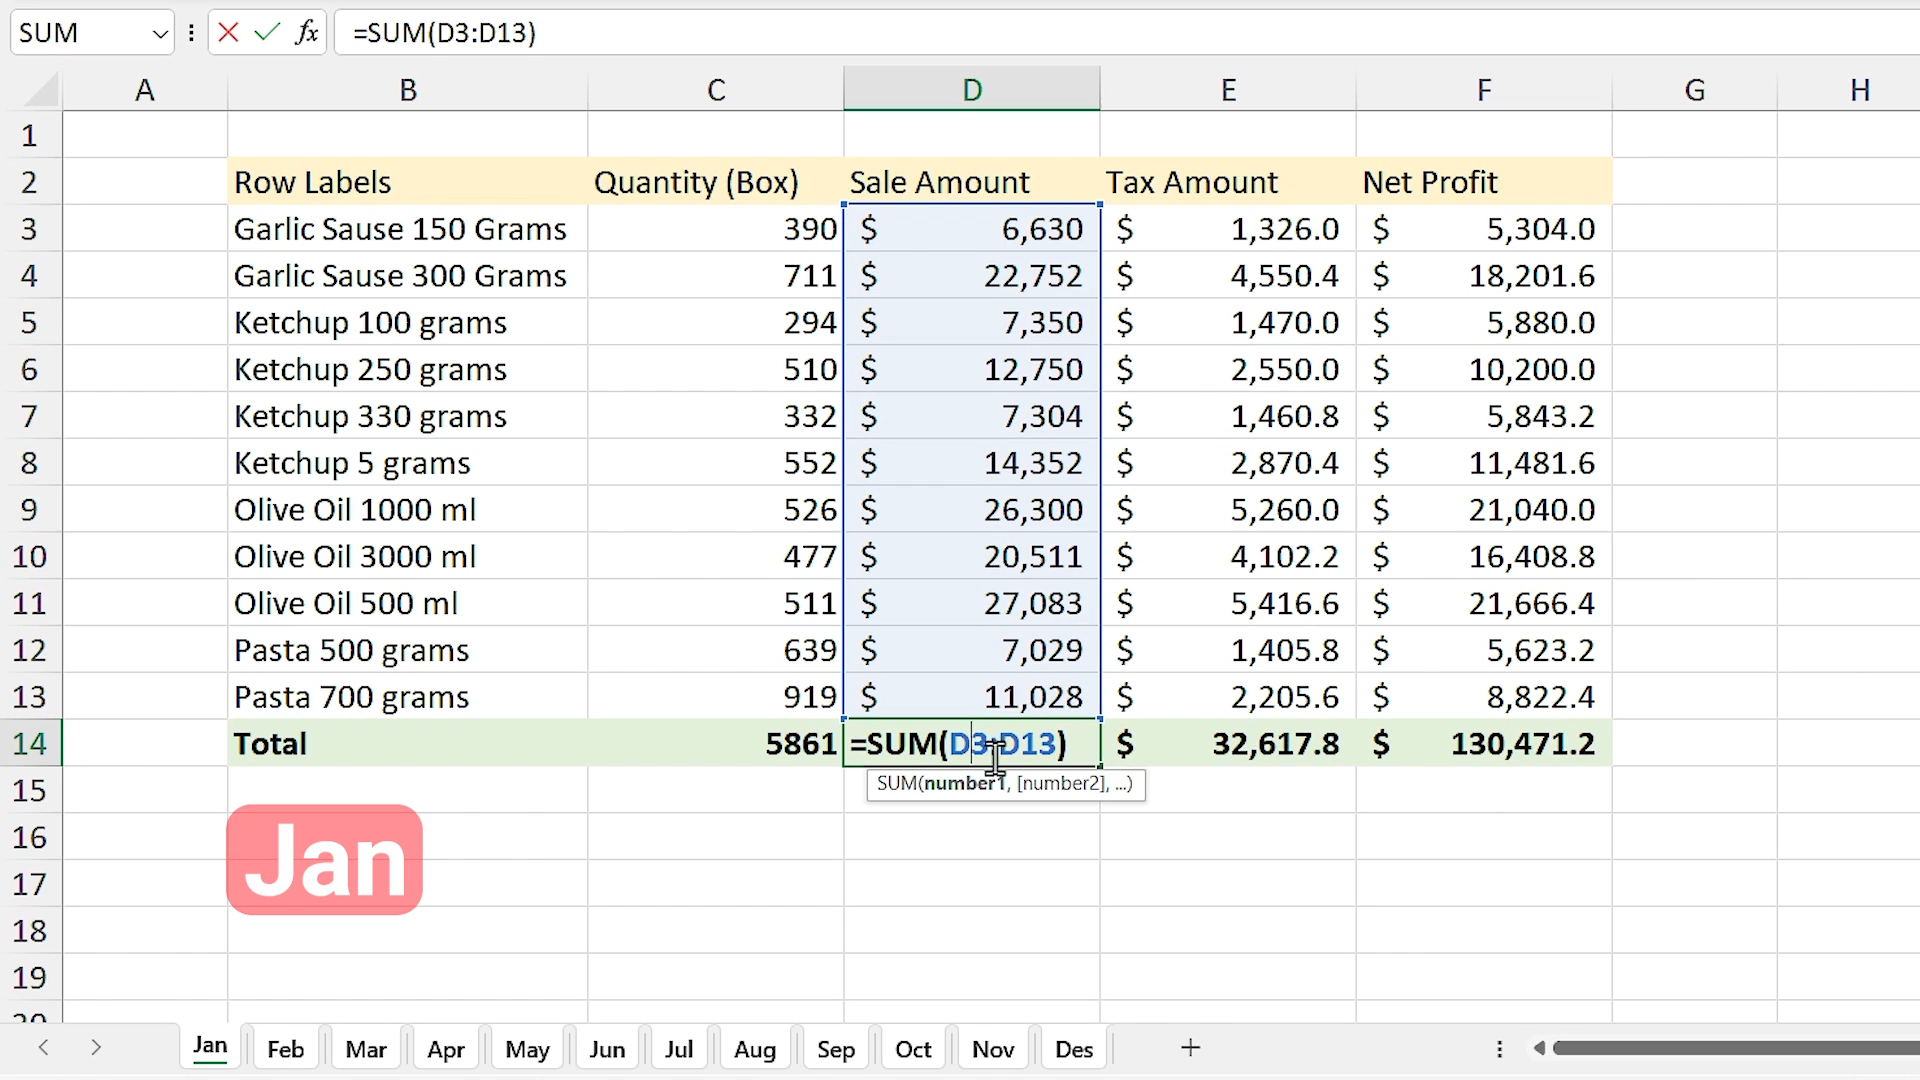 SUM =SUM(D3:D13)
A B C D E F G H
1
2 Row Labels Quantity (Box) Sale Amount Tax Amount Net Profit
3 Garlic Sause 150 Grams 390 $ 6,630 $ 1,326.0 $ 5,304.0
4 Garlic Sause 300 Grams 711 $ 22,752 $ 4,550.4 $ 18,201.6
5 Ketchup 100 grams 294 $ 7,350 $ 1,470.0 $ 5,880.0
6 Ketchup 250 grams 510 $ 12,750 $ 2,550.0 $ 10,200.0
7 Ketchup 330 grams 332 $ 7,304 $ 1,460.8 $ 5,843.2
8 Ketchup 5 grams 552 $ 14,352 $ 2,870.4 $ 11,481.6
9 Olive Oil 1000 ml 526 $ 26,300 $ 5,260.0 $ 21,040.0
10 Olive Oil 3000 ml 477 $ 20,511 $ 4,102.2 $ 16,408.8
11 Olive Oil 500 ml 511 $ 27,083 $ 5,416.6 $ 21,666.4
12 Pasta 500 grams 639 $ 7,029 $ 1,405.8 $ 5,623.2
13 Pasta 700 grams 919 $ 11,028 $ 2,205.6 $ 8,822.4
14 Total 5861 =SUM(D3:D13) $ 32,617.8 $ 130,471.2
SUM(number1, [number2], ...)
15
16
Jan
17
18
19
20
Jan Feb Mar Apr May Jun Jul Aug Sep Oct Nov Des